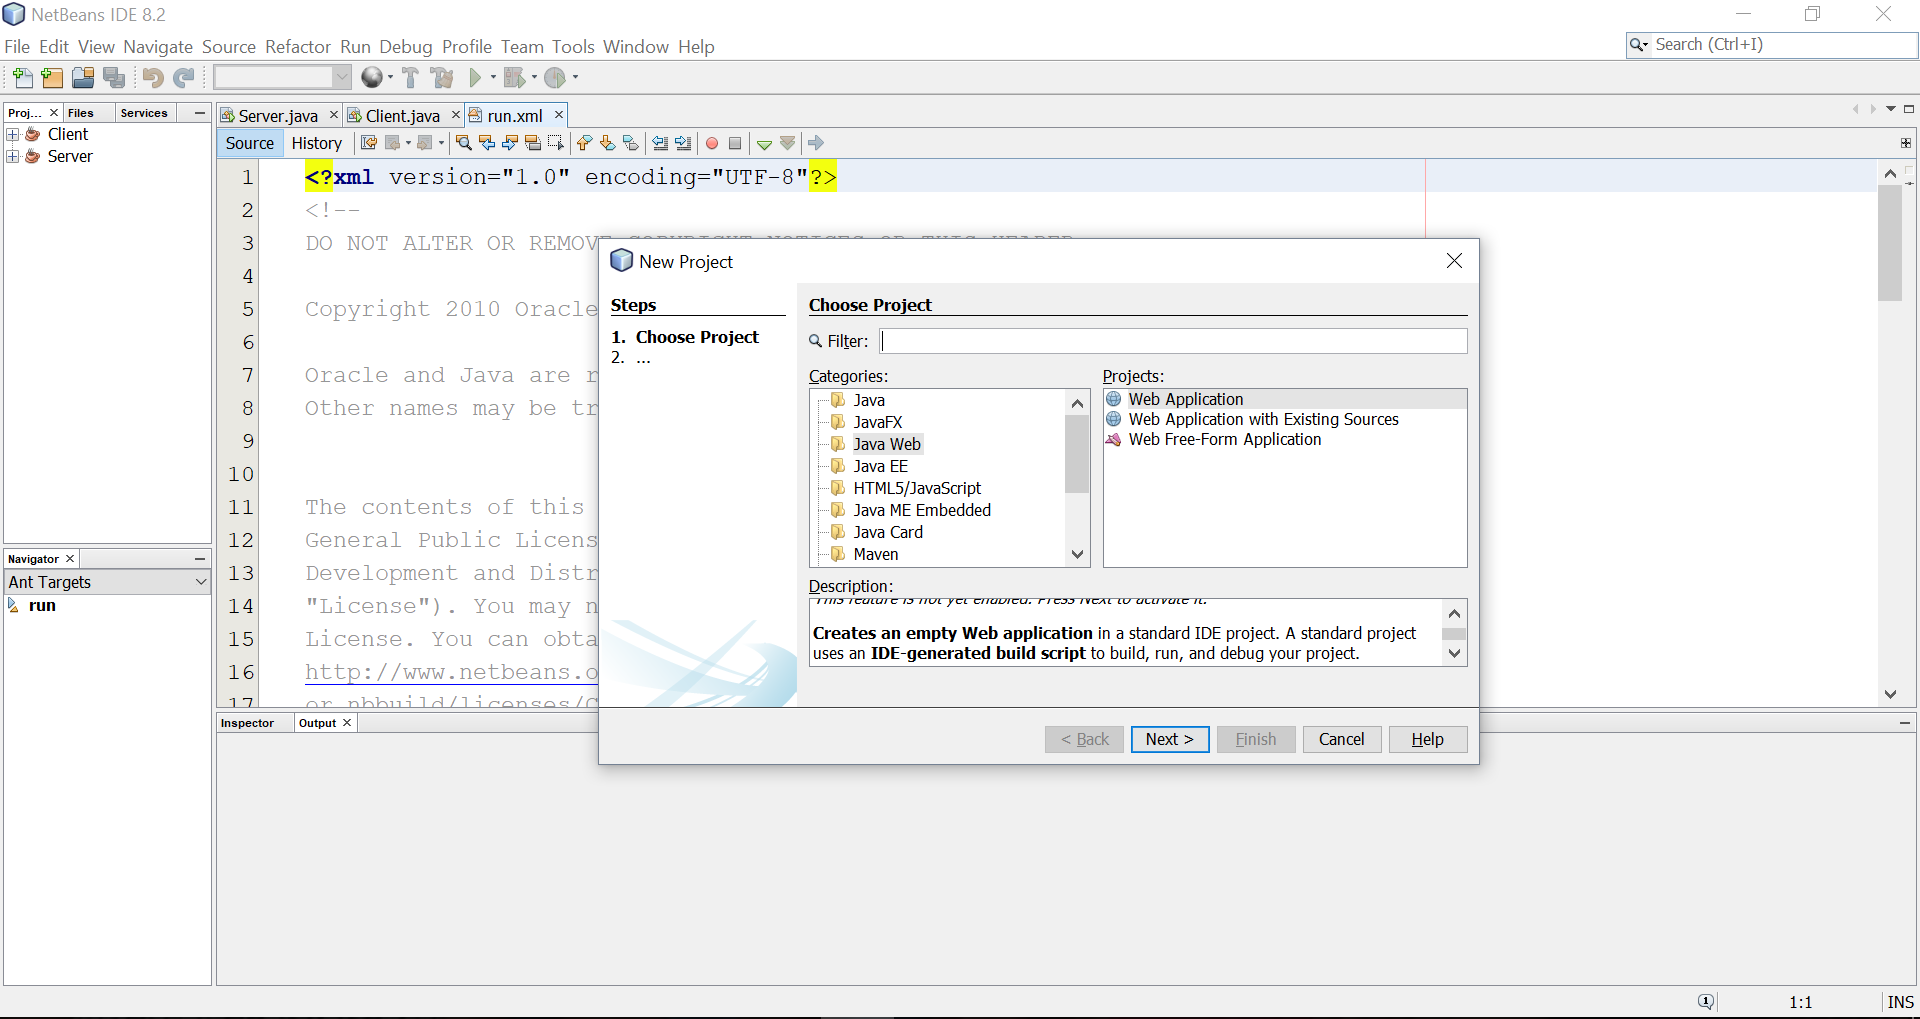 NetBeans IDE 8.2
File Edit View Navigate Source Refactor Run Debug Profile Team Tools Window Help
Search (Ctrl+I)
Proj... Files Services
Client
Server
Server.java Client.java run.xml
Source History
1 <?xml version="1.0" encoding="UTF-8"?>
2 <!--
3 DO NOT ALTER OR REMOVE COPYRIGHT NOTICES OR THIS HEADER
4
5 Copyright 2010 Oracle
6
7 Oracle and Java are r
8 Other names may be tr
9
10
11 The contents of this
12 General Public Licens
13 Development and Distr
14 "License"). You may n
15 License. You can obta
16 http://www.netbeans.o
17 or nbbuild/licenses/C
New Project
Steps
1. Choose Project
2. ...
Choose Project
Filter:
Categories:
Java
JavaFX
Java Web
Java EE
HTML5/JavaScript
Java ME Embedded
Java Card
Maven
Projects:
Web Application
Web Application with Existing Sources
Web Free-Form Application
Description:
This feature is not yet enabled. Press Next to activate it.
Creates an empty Web application in a standard IDE project. A standard project
uses an IDE-generated build script to build, run, and debug your project.
< Back Next > Finish Cancel Help
Navigator
Ant Targets
run
Inspector Output
1 1:1 INS